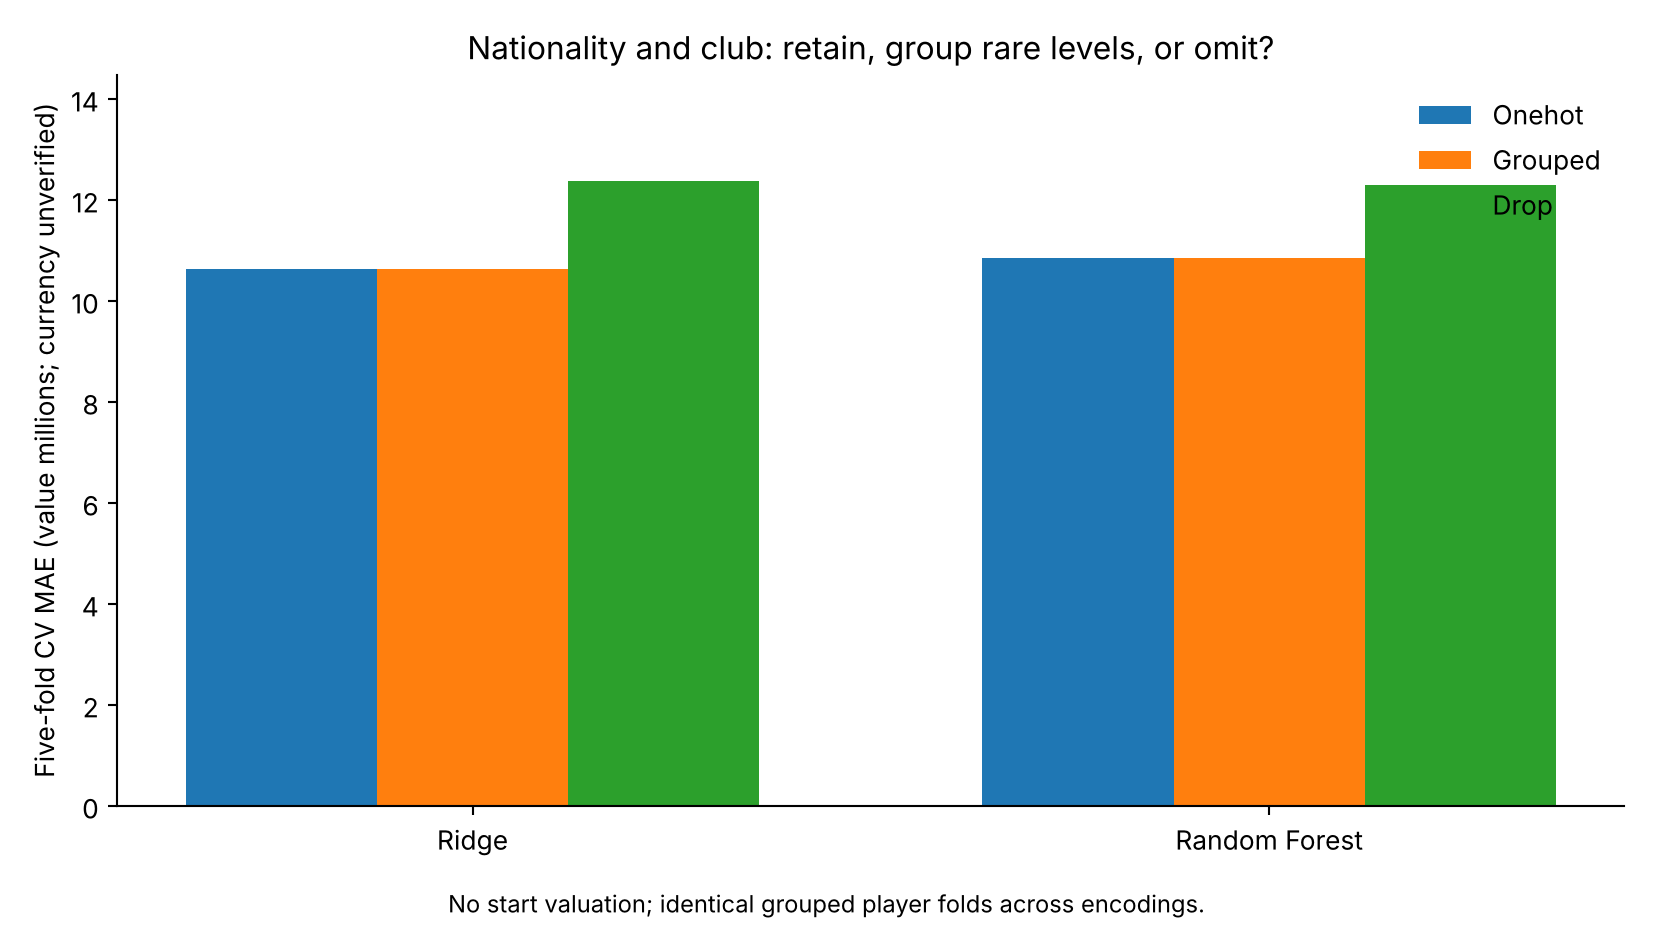 Nationality and club: retain, group rare levels, or omit?
Five-fold CV MAE (value millions; currency unverified)
14
12
10
8
6
4
2
0
Onehot
Grouped
Drop
Ridge
Random Forest
No start valuation; identical grouped player folds across encodings.